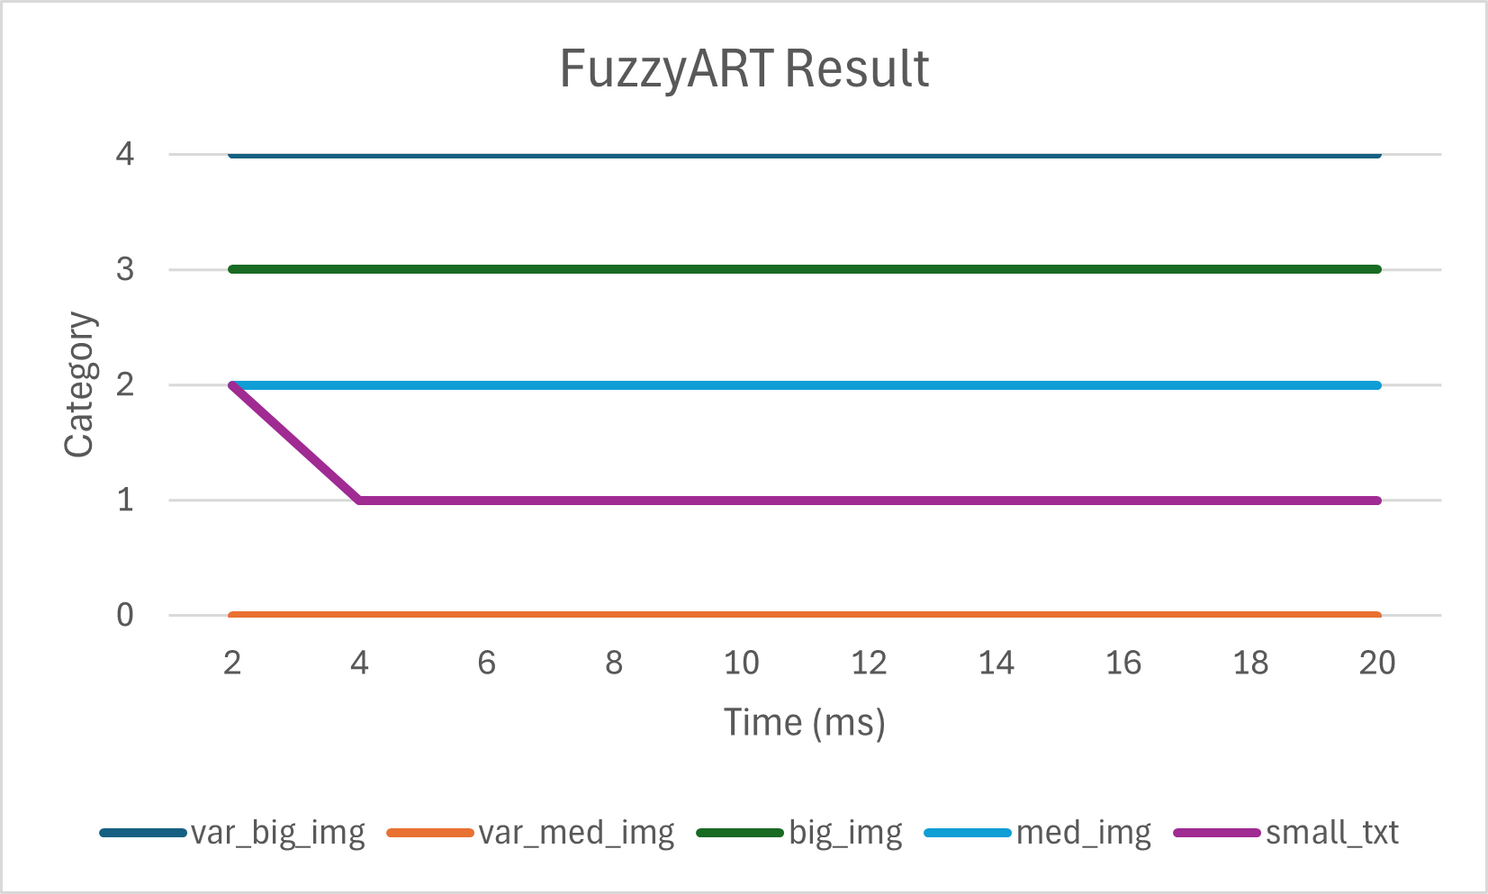 FuzzyART Result
4
3
2
1
0
Category
2 4 6 8 10 12 14 16 18 20
Time (ms)
var_big_img var_med_img big_img med_img small_txt